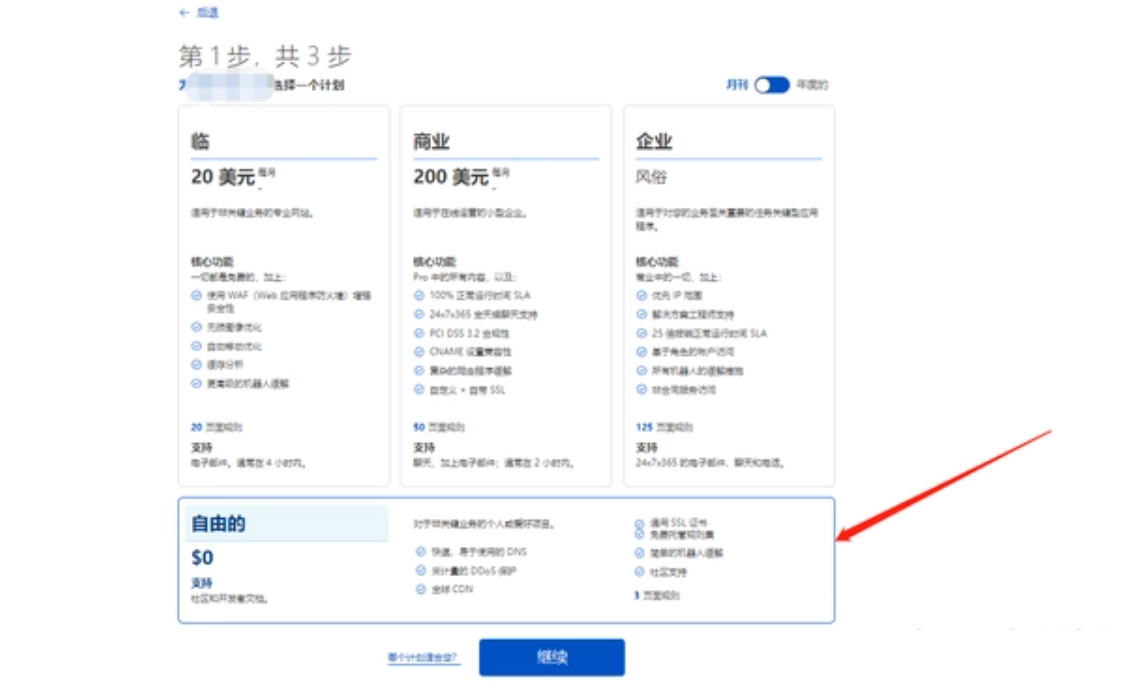 ← 后退
第 1 步，共 3 步
选择一个计划
月刊 年度的
临
20 美元 每月
适用于非关键业务的专业网站。
核心功能
一切都是免费的，加上：
使用 WAF（Web 应用程序防火墙）增强
安全性
无损图像优化
自动移动优化
缓存分析
更高级的机器人缓解
20 页面规则
支持
电子邮件，通常在 4 小时内。
商业
200 美元 每月
适用于在线运营的小型企业。
核心功能
Pro 中的所有内容，以及：
100% 正常运行时间 SLA
24x7x365 全天候聊天支持
PCI DSS 3.2 合规性
CNAME 设置兼容性
复杂的爬虫程序缓解
自定义 + 自带 SSL
50 页面规则
支持
聊天，加上电子邮件；通常在 2 小时内。
企业
风俗
适用于对您的业务至关重要的任务关键型应用
程序。
核心功能
商业中的一切，加上：
优先 IP 范围
解决方案工程师支持
25 倍报销正常运行时间 SLA
基于角色的帐户访问
所有机器人的缓解措施
非合同服务访问
125 页面规则
支持
24x7x365 的电子邮件、聊天和电话。
自由的
$0
支持
社区和开发者文档。
对于非关键业务的个人或爱好项目。
快速、易于使用的 DNS
未计量的 DDoS 保护
全球 CDN
通用 SSL 证书
免费托管规则集
简单的机器人缓解
社区支持
3 页面规则
哪个计划适合您？
继续